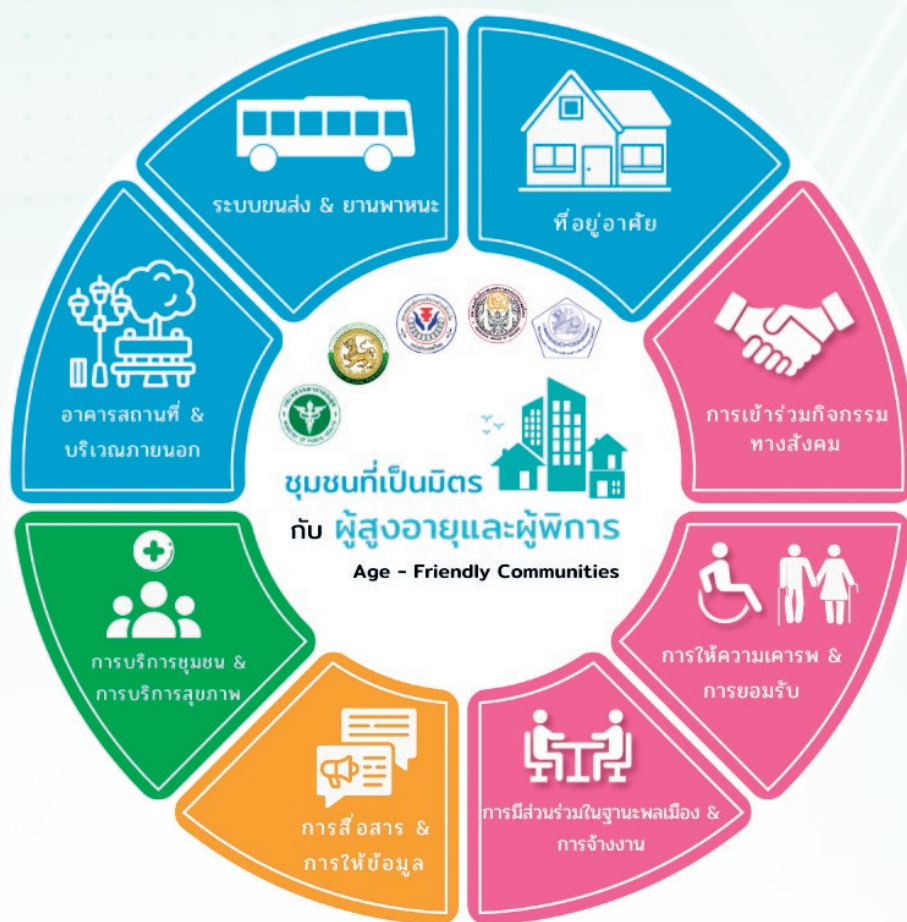 ระบบขนส่ง & ยานพาหนะ
ที่อยู่อาศัย
อาคารสถานที่ &
บริเวณภายนอก
การเข้าร่วมกิจกรรม
ทางสังคม
ชุมชนที่เป็นมิตร
กับ ผู้สูงอายุและผู้พิการ
Age - Friendly Communities
การบริการชุมชน &
การบริการสุขภาพ
การให้ความเคารพ &
การยอมรับ
การสื่อสาร &
การให้ข้อมูล
การมีส่วนร่วมในฐานะพลเมือง &
การจ้างงาน